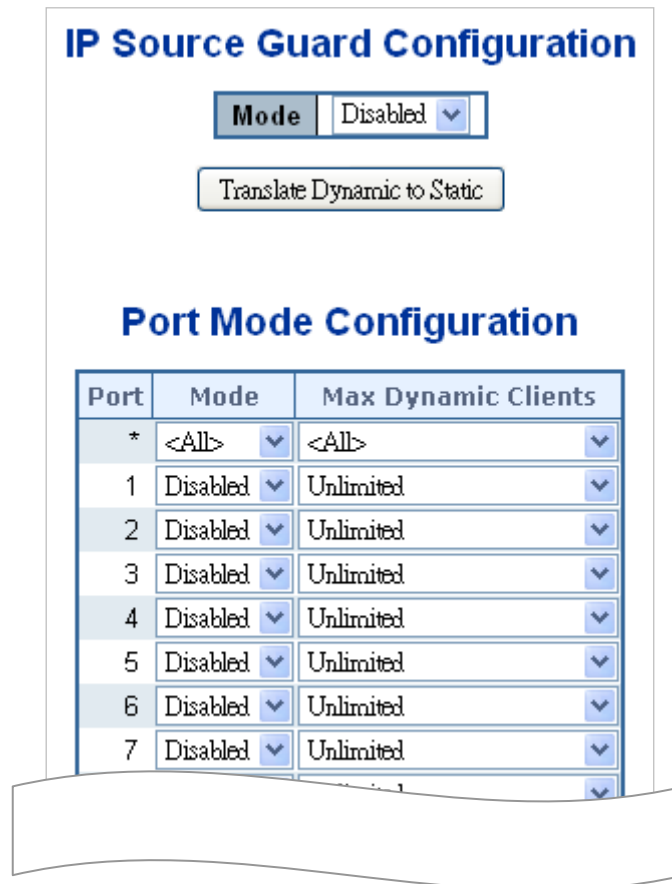 IP Source Guard Configuration
Mode Disabled
Translate Dynamic to Static
Port Mode Configuration
Port Mode Max Dynamic Clients
* <All> <All>
1 Disabled Unlimited
2 Disabled Unlimited
3 Disabled Unlimited
4 Disabled Unlimited
5 Disabled Unlimited
6 Disabled Unlimited
7 Disabled Unlimited